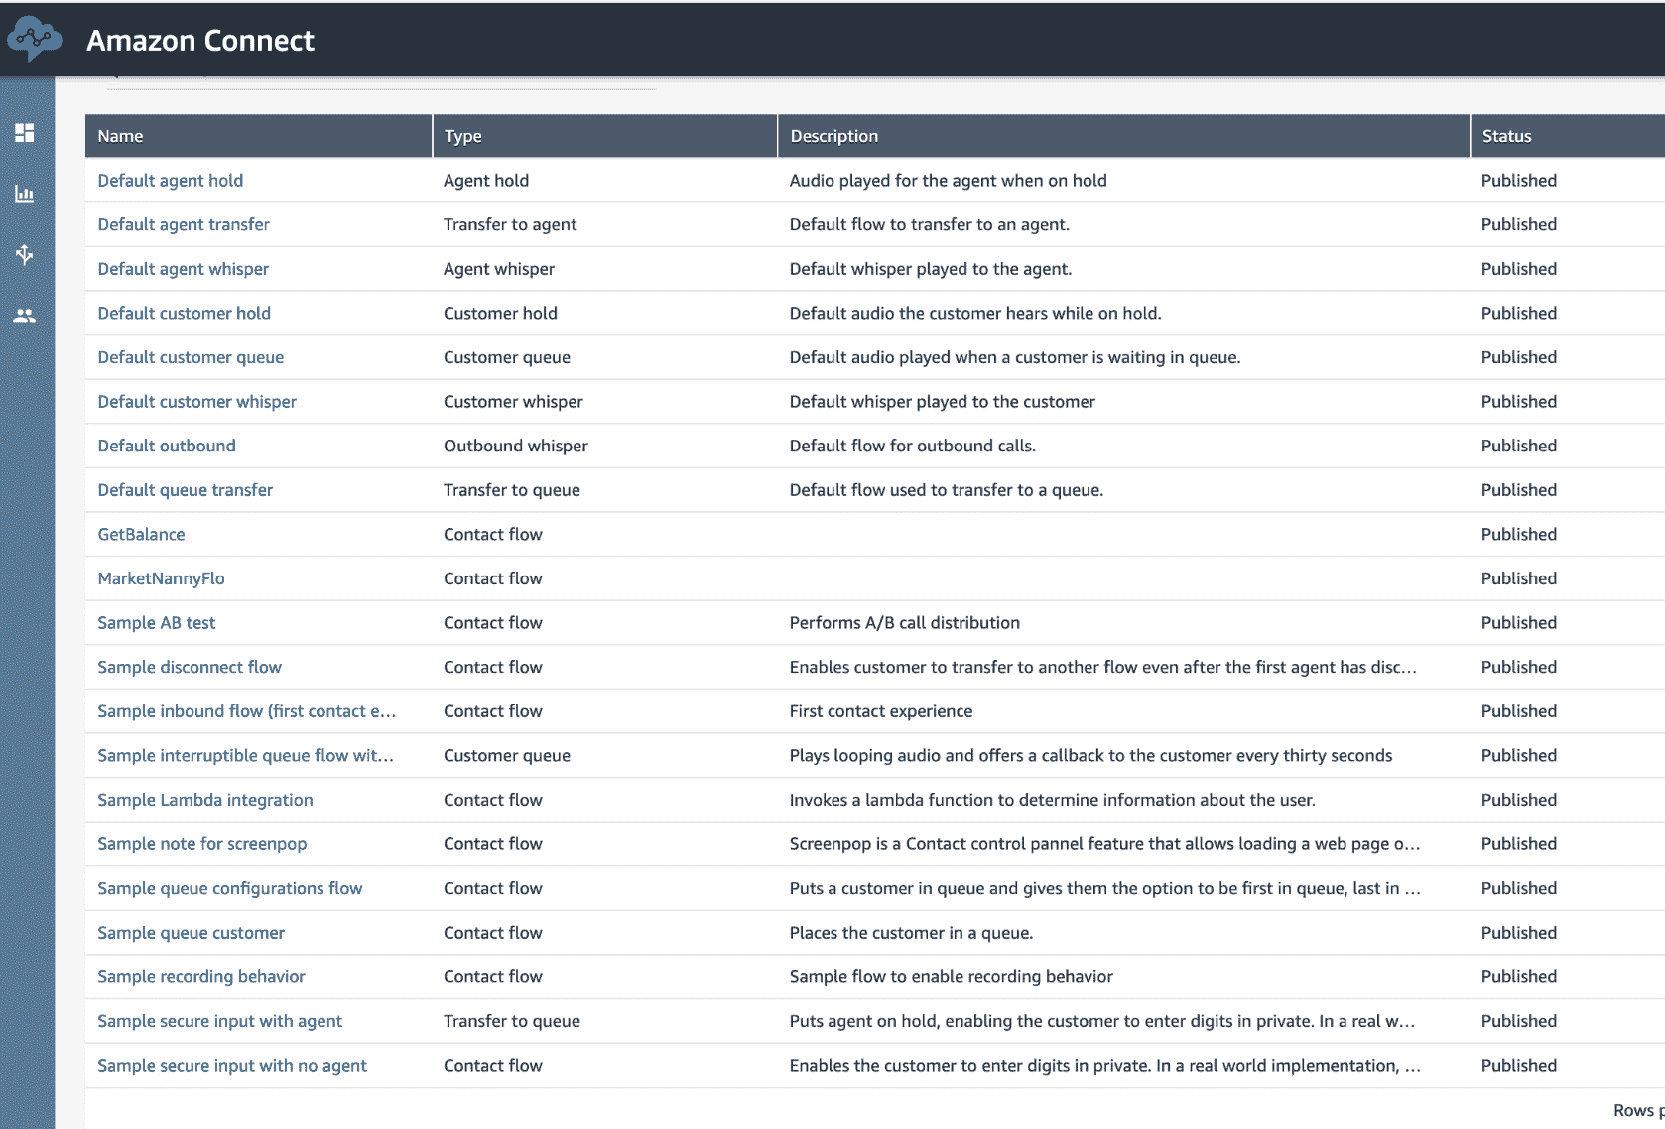 Amazon Connect
Name Type Description Status
Default agent hold Agent hold Audio played for the agent when on hold Published
Default agent transfer Transfer to agent Default flow to transfer to an agent. Published
Default agent whisper Agent whisper Default whisper played to the agent. Published
Default customer hold Customer hold Default audio the customer hears while on hold. Published
Default customer queue Customer queue Default audio played when a customer is waiting in queue. Published
Default customer whisper Customer whisper Default whisper played to the customer Published
Default outbound Outbound whisper Default flow for outbound calls. Published
Default queue transfer Transfer to queue Default flow used to transfer to a queue. Published
GetBalance Contact flow Published
MarketNannyFlo Contact flow Published
Sample AB test Contact flow Performs A/B call distribution Published
Sample disconnect flow Contact flow Enables customer to transfer to another flow even after the first agent has disc... Published
Sample inbound flow (first contact e... Contact flow First contact experience Published
Sample interruptible queue flow wit... Customer queue Plays looping audio and offers a callback to the customer every thirty seconds Published
Sample Lambda integration Contact flow Invokes a lambda function to determine information about the user. Published
Sample note for screenpop Contact flow Screenpop is a Contact control pannel feature that allows loading a web page o... Published
Sample queue configurations flow Contact flow Puts a customer in queue and gives them the option to be first in queue, last in ... Published
Sample queue customer Contact flow Places the customer in a queue. Published
Sample recording behavior Contact flow Sample flow to enable recording behavior Published
Sample secure input with agent Transfer to queue Puts agent on hold, enabling the customer to enter digits in private. In a real w... Published
Sample secure input with no agent Contact flow Enables the customer to enter digits in private. In a real world implementation, ... Published
Rows p